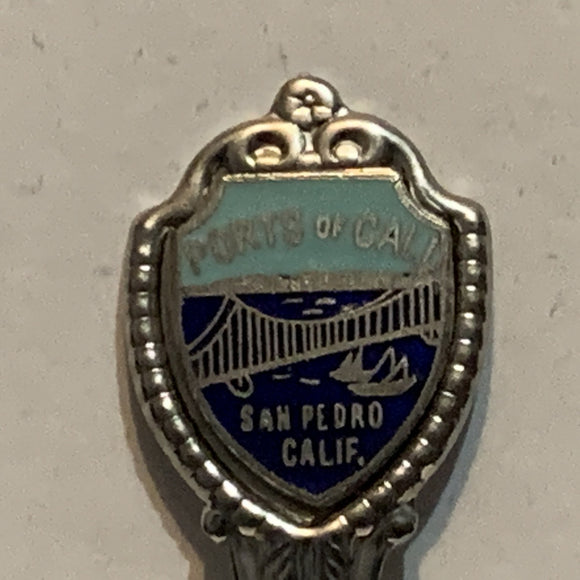 PORTS OF CALL
SAN PEDRO
CALIF.